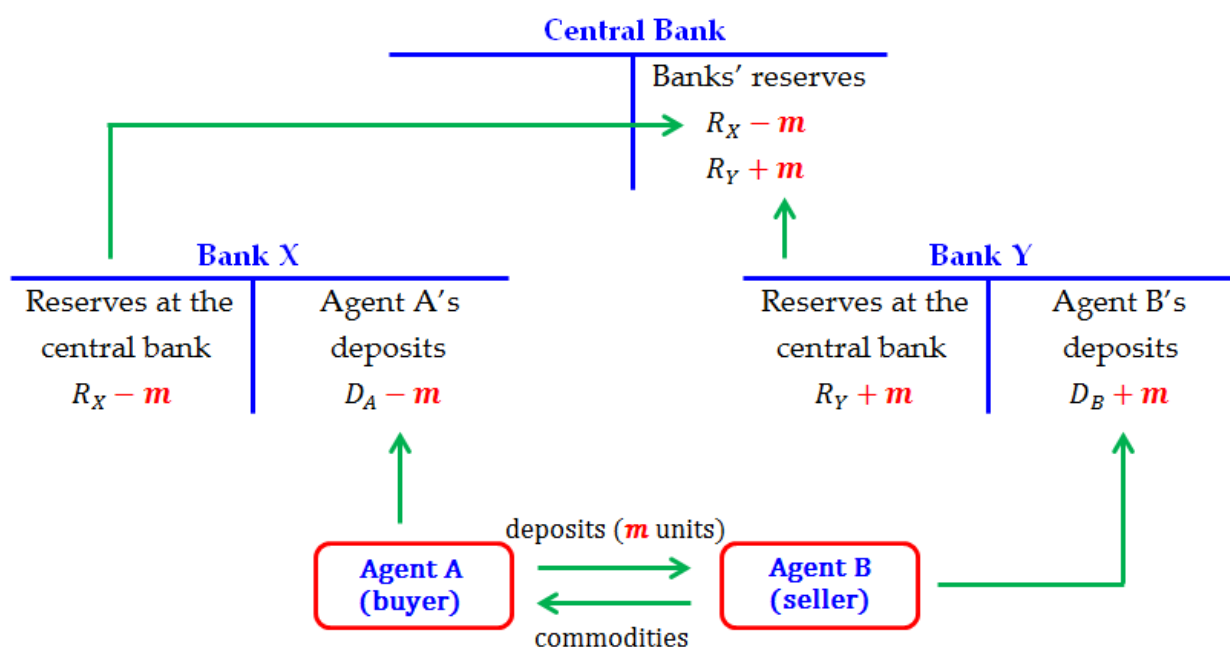 Central Bank
Banks’ reserves
R_X − m
R_Y + m
Bank X
Reserves at the
central bank
R_X − m
Agent A’s
deposits
D_A − m
Bank Y
Reserves at the
central bank
R_Y + m
Agent B’s
deposits
D_B + m
deposits (m units)
Agent A
(buyer)
Agent B
(seller)
commodities